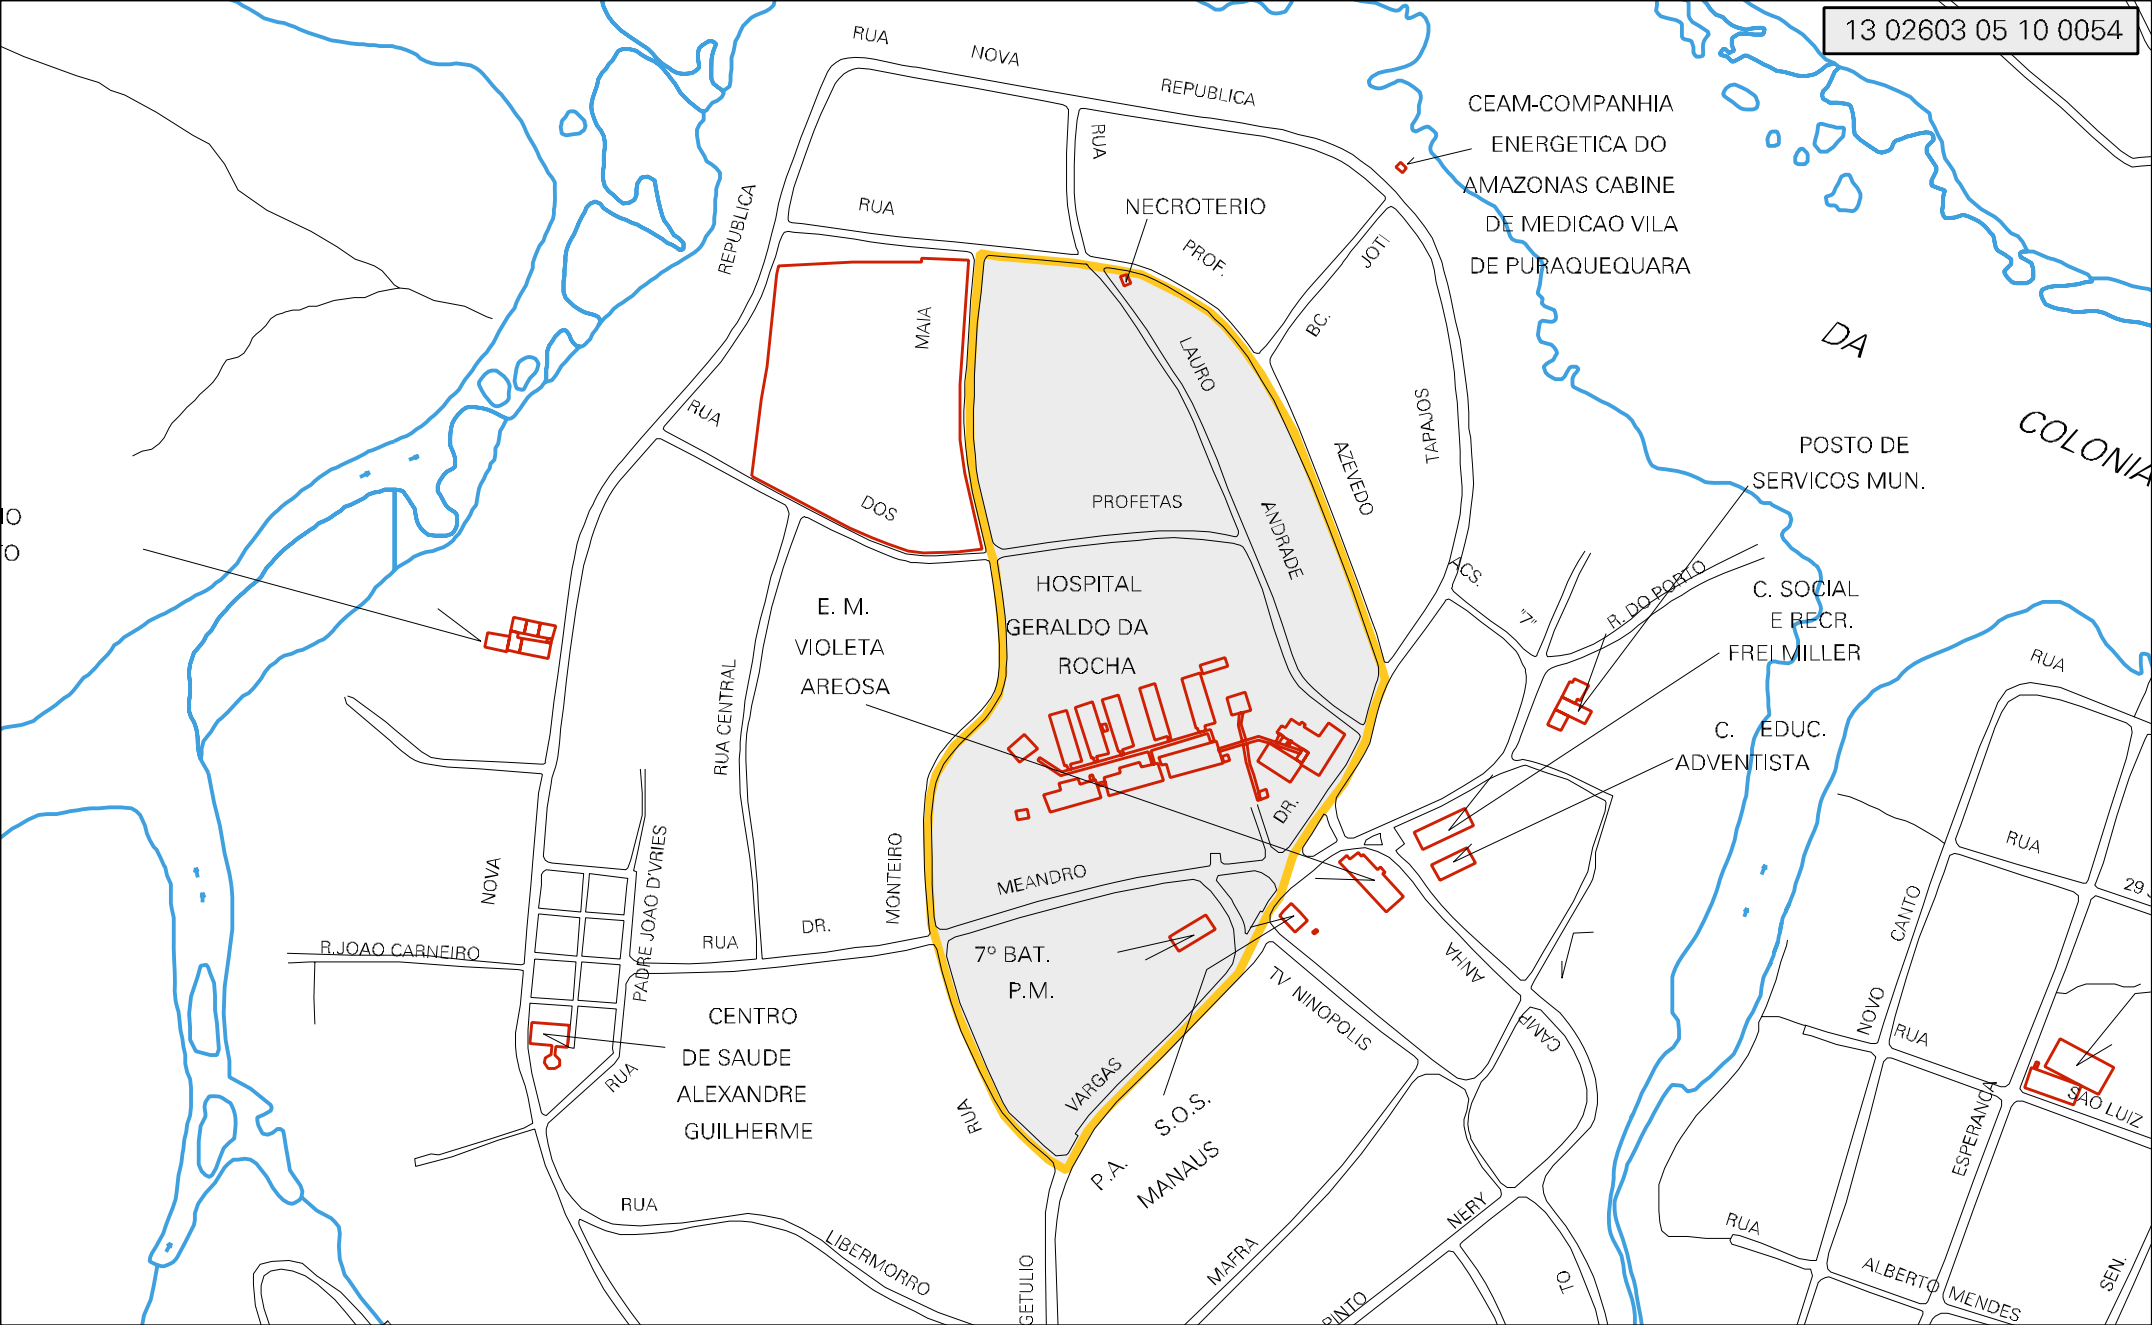 13 02603 05 10 0054
RUA
NOVA
REPUBLICA
CEAM-COMPANHIA
ENERGETICA DO
AMAZONAS CABINE
DE MEDICAO VILA
DE PURAQUEQUARA
RUA
RUA
NECROTERIO
PROF.
JOTI
BC.
REPUBLICA
MAIA
LAURO
DA
COLONIA
TAPAJOS
AZEVEDO
RUA
DOS
PROFETAS
ANDRADE
POSTO DE
SERVICOS MUN.
IO
TO
ACS.
"7"
R. DO PORTO
C. SOCIAL
E RECR.
FREI MILLER
HOSPITAL
GERALDO DA
ROCHA
E. M.
VIOLETA
AREOSA
RUA CENTRAL
C. EDUC.
ADVENTISTA
RUA
RUA
29
DR.
MEANDRO
MONTEIRO
NOVA
PADRE JOAO D'VRIES
R.JOAO CARNEIRO
RUA
DR.
7º BAT.
P.M.
TV NINOPOLIS
ANHA
CAMP
CANTO
NOVO
RUA
ESPERANCA
SAO LUIZ
CENTRO
DE SAUDE
ALEXANDRE
GUILHERME
RUA
RUA
VARGAS
S.O.S.
P.A.
MANAUS
RUA
LIBERMORRO
GETULIO
MAFRA
NERY
PINTO
TO
RUA
ALBERTO MENDES
SEN.